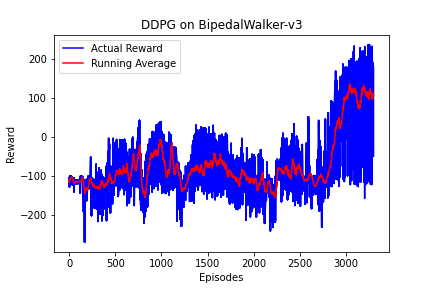 DDPG on BipedalWalker-v3
Actual Reward
Running Average
200
100
0
−100
−200
Reward
0 500 1000 1500 2000 2500 3000
Episodes